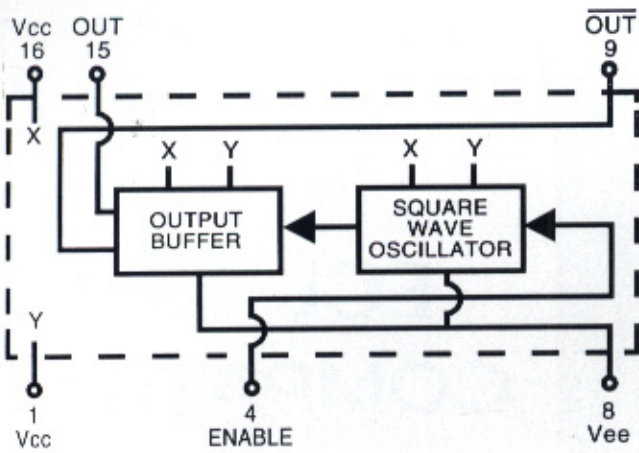 Vcc OUT OUT
16 15 9
X
X Y X Y
OUTPUT
BUFFER
SQUARE
WAVE
OSCILLATOR
Y
1 4 8
Vcc ENABLE Vee